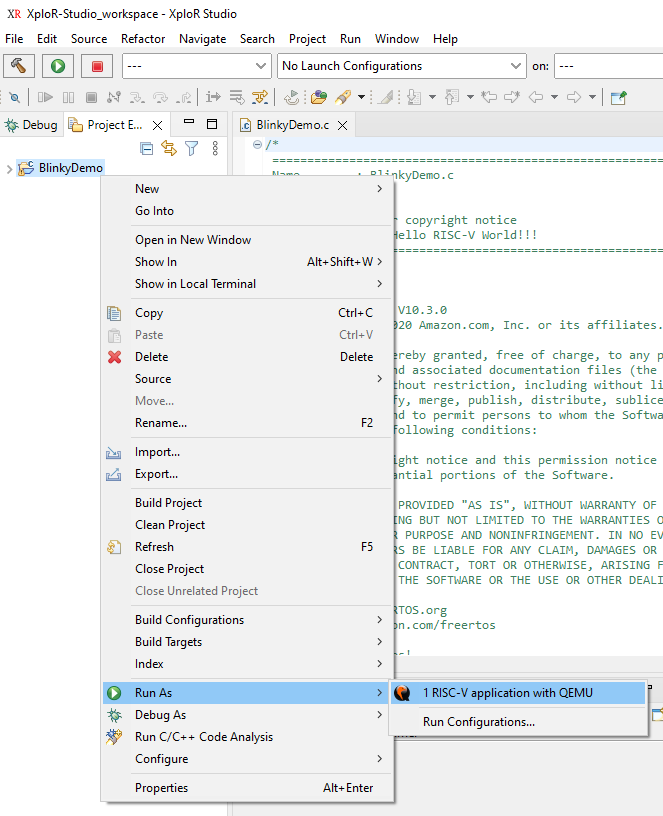 XR XploR-Studio_workspace - XploR Studio
File Edit Source Refactor Navigate Search Project Run Window Help
--- No Launch Configurations on: ---
Debug Project E... BlinkyDemo.c
BlinkyDemo
/*
Name : BlinkyDemo.c
r copyright notice
Hello RISC-V World!!!
V10.3.0
020 Amazon.com, Inc. or its affiliates.
ereby granted, free of charge, to any p
nd associated documentation files (the
thout restriction, including without li
fy, merge, publish, distribute, sublice
nd to permit persons to whom the Softwa
following conditions:
ight notice and this permission notice
antial portions of the Software.
PROVIDED "AS IS", WITHOUT WARRANTY OF
ING BUT NOT LIMITED TO THE WARRANTIES O
R PURPOSE AND NONINFRINGEMENT. IN NO EV
RS BE LIABLE FOR ANY CLAIM, DAMAGES OR
CONTRACT, TORT OR OTHERWISE, ARISING F
THE SOFTWARE OR THE USE OR OTHER DEALI
RTOS.org
on.com/freertos
New
Go Into
Open in New Window
Show In Alt+Shift+W
Show in Local Terminal
Copy Ctrl+C
Paste Ctrl+V
Delete Delete
Source
Move...
Rename... F2
Import...
Export...
Build Project
Clean Project
Refresh F5
Close Project
Close Unrelated Project
Build Configurations
Build Targets
Index
Run As
Debug As
Run C/C++ Code Analysis
Configure
Properties Alt+Enter
1 RISC-V application with QEMU
Run Configurations...